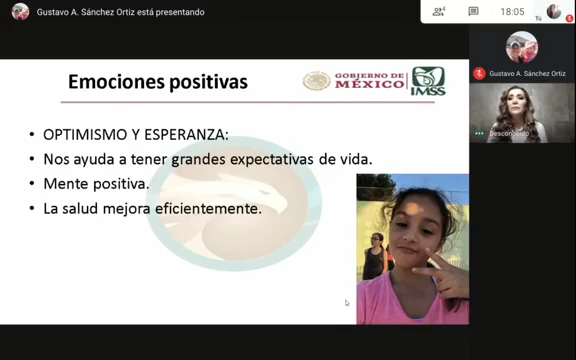 Gustavo A. Sánchez Ortiz está presentando
4
18:05
Tú
Emociones positivas
GOBIERNO DE
MÉXICO
IMSS
Gustavo A. Sánchez Ortiz
Desconocido
• OPTIMISMO Y ESPERANZA:
• Nos ayuda a tener grandes expectativas de vida.
• Mente positiva.
• La salud mejora eficientemente.